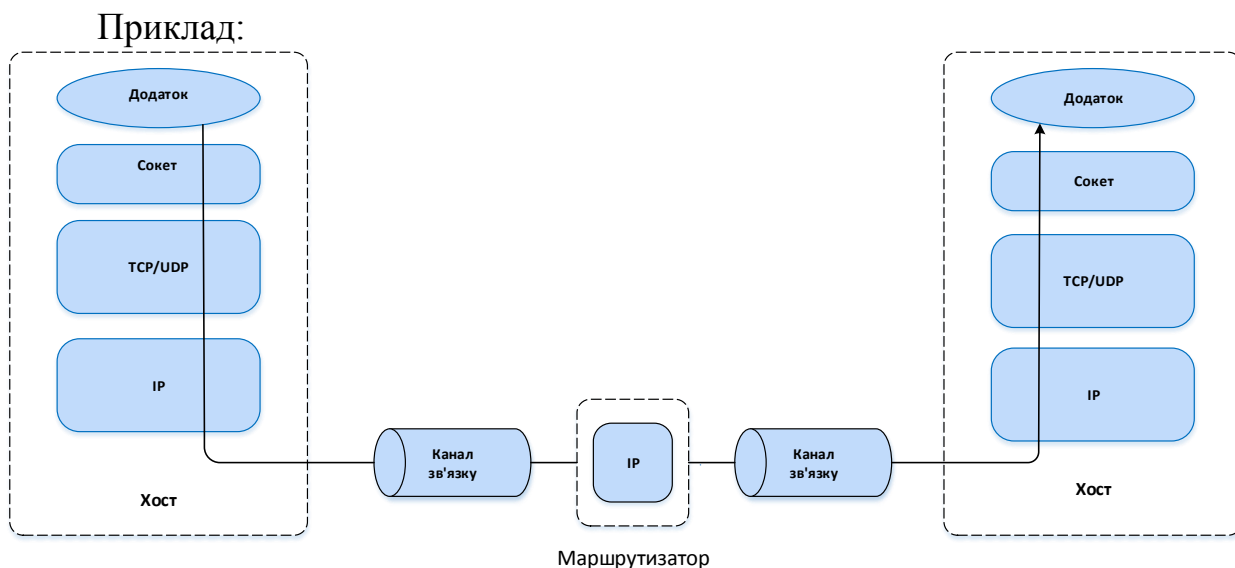 Приклад:
Додаток
Сокет
TCP/UDP
IP
Хост
Канал
зв'язку
IP
Маршрутизатор
Канал
зв'язку
Додаток
Сокет
TCP/UDP
IP
Хост